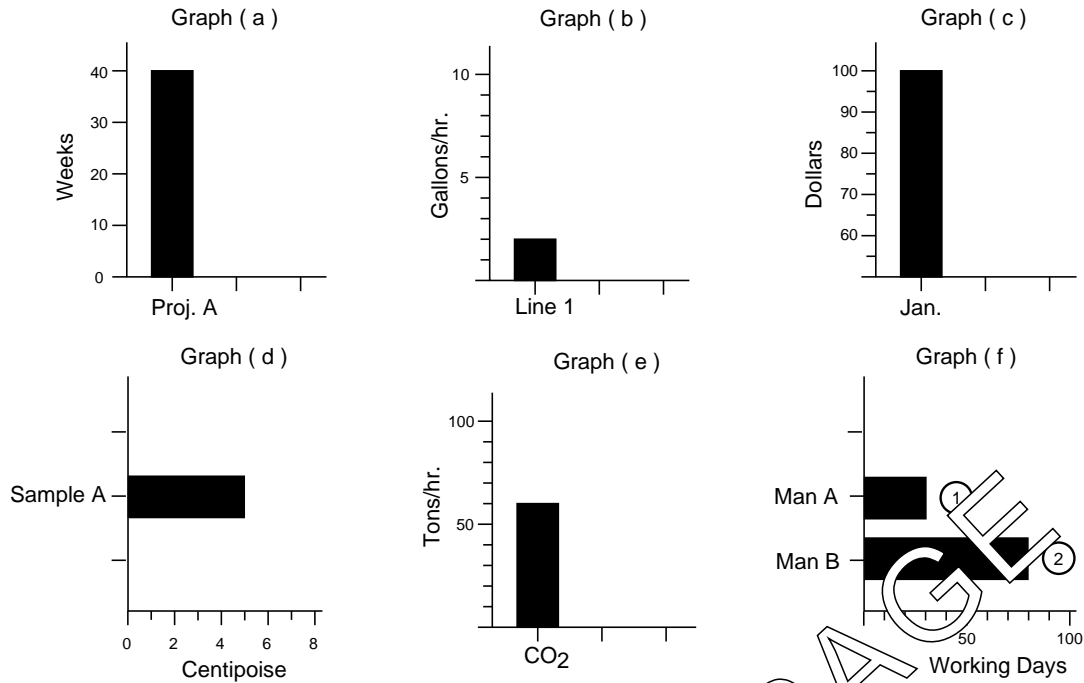 Graph ( a )
Weeks
40
30
20
10
0
Proj. A
Graph ( b )
Gallons/hr.
10
5
Line 1
Graph ( c )
Dollars
100
90
80
70
60
Jan.
Graph ( d )
Sample A
0 2 4 6 8
Centipoise
Graph ( e )
Tons/hr.
100
50
CO2
Graph ( f )
Man A 1
Man B 2
50 100
Working Days
AGE